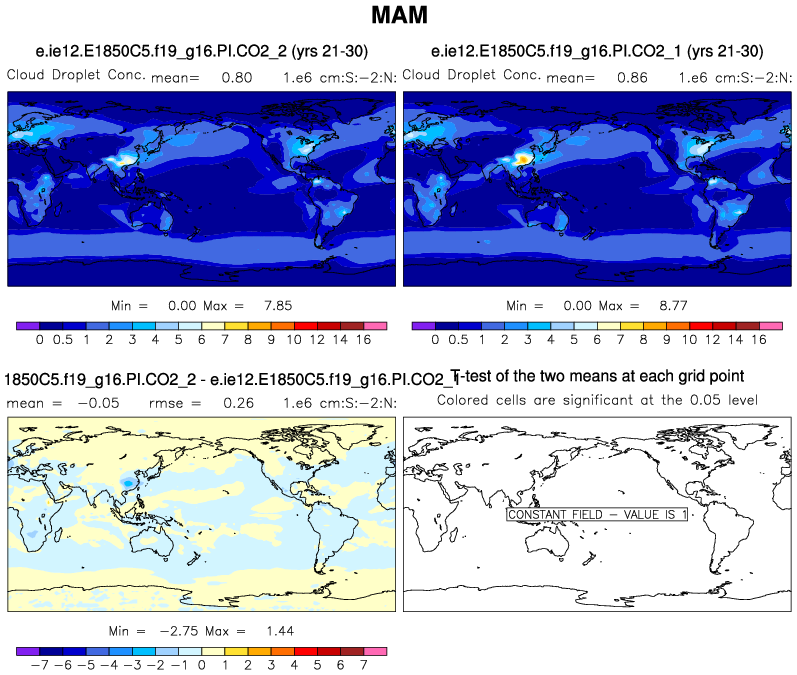 MAM
e.ie12.E1850C5.f19_g16.PI.CO2_2 (yrs 21-30)
Cloud Droplet Conc. mean= 0.80 1.e6 cm:S:-2:N:
Min = 0.00 Max = 7.85
0 0.5 1 2 3 4 5 6 7 8 9 10 12 14 16
e.ie12.E1850C5.f19_g16.PI.CO2_1 (yrs 21-30)
Cloud Droplet Conc. mean= 0.86 1.e6 cm:S:-2:N:
Min = 0.00 Max = 8.77
0 0.5 1 2 3 4 5 6 7 8 9 10 12 14 16
1850C5.f19_g16.PI.CO2_2 - e.ie12.E1850C5.f19_g16.PI.CO2_1
mean = -0.05 rmse = 0.26 1.e6 cm:S:-2:N:
Min = -2.75 Max = 1.44
-7 -6 -5 -4 -3 -2 -1 0 1 2 3 4 5 6 7
T-test of the two means at each grid point
Colored cells are significant at the 0.05 level
CONSTANT FIELD - VALUE IS 1